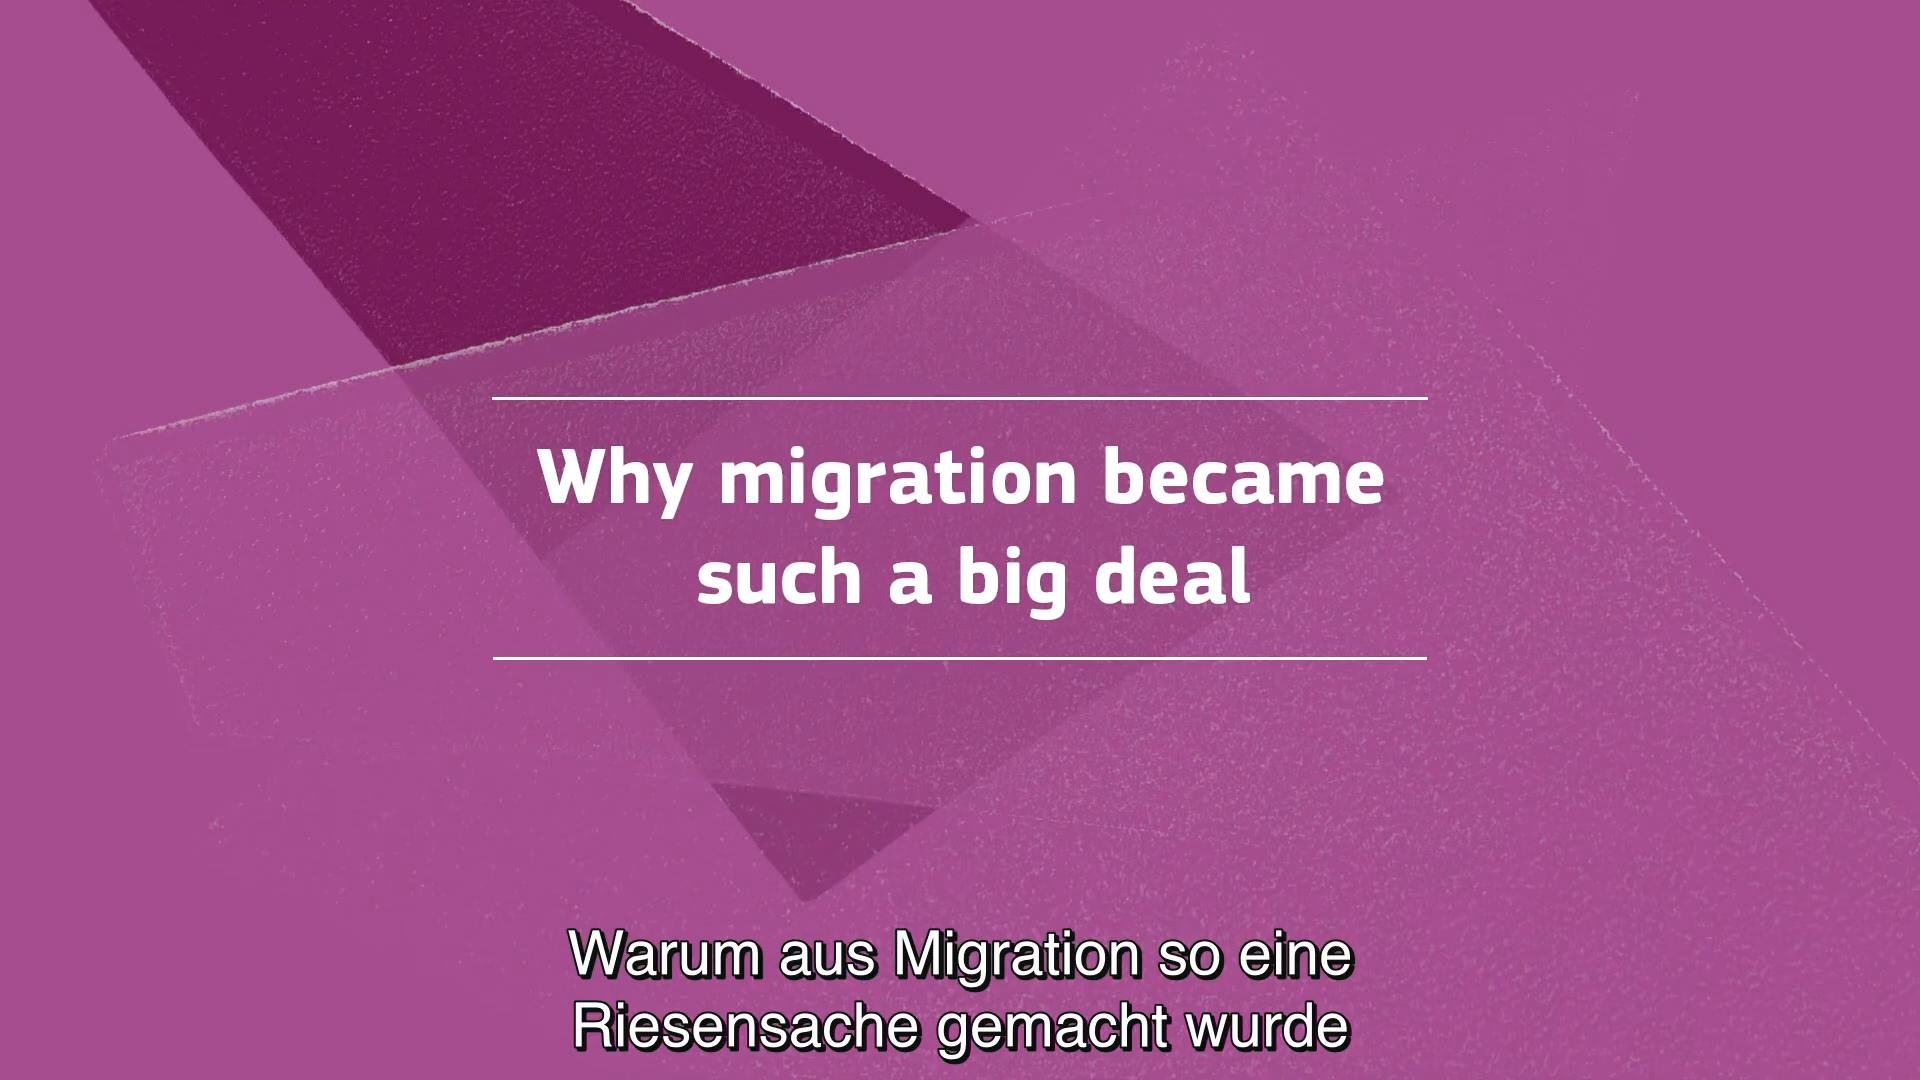 Why migration became
such a big deal
Warum aus Migration so eine
Riesensache gemacht wurde